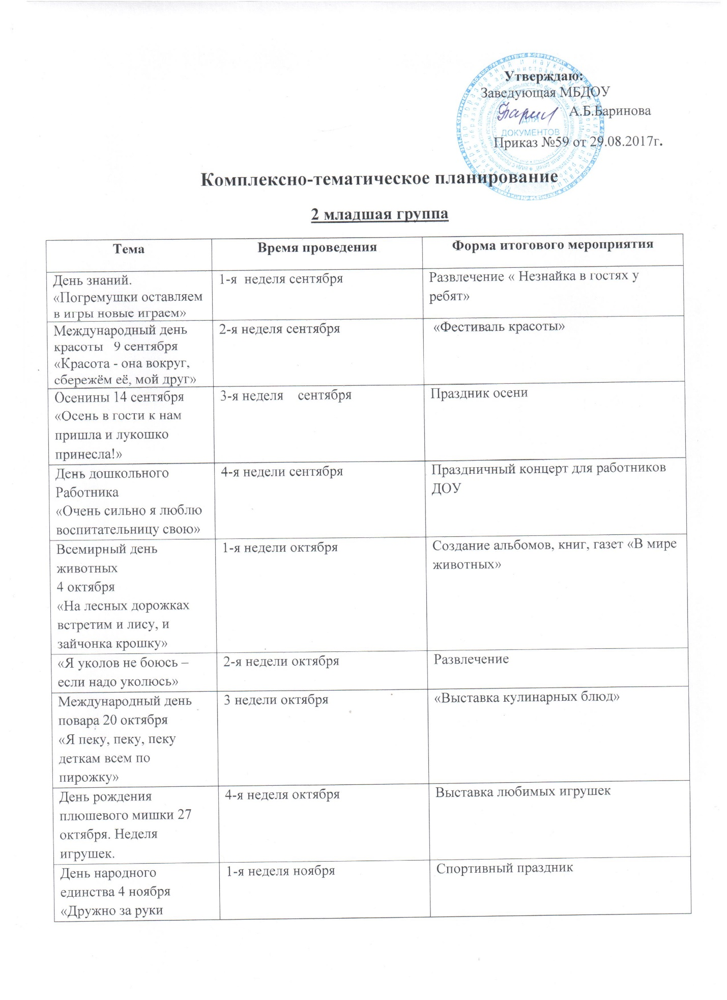 Утверждаю:
Заведующая МБДОУ
А.Б.Баринова
ДЛЯ
ДОКУМЕНТОВ
Приказ №59 от 29.08.2017г.
Комплексно-тематическое планирование
2 младшая группа
Тема Время проведения Форма итогового мероприятия
День знаний. 1-я неделя сентября Развлечение « Незнайка в гостях у
«Погремушки оставляем ребят»
в игры новые играем»
Международный день 2-я неделя сентября «Фестиваль красоты»
красоты 9 сентября
«Красота - она вокруг,
сбережём её, мой друг»
Осенины 14 сентября 3-я неделя сентября Праздник осени
«Осень в гости к нам
пришла и лукошко
принесла!»
День дошкольного 4-я недели сентября Праздничный концерт для работников
Работника ДОУ
«Очень сильно я люблю
воспитательницу свою»
Всемирный день 1-я недели октября Создание альбомов, книг, газет «В мире
животных животных»
4 октября
«На лесных дорожках
встретим и лису, и
зайчонка крошку»
«Я уколов не боюсь – 2-я недели октября Развлечение
если надо уколюсь»
Международный день 3 недели октября «Выставка кулинарных блюд»
повара 20 октября
«Я пеку, пеку, пеку
деткам всем по
пирожку»
День рождения 4-я неделя октября Выставка любимых игрушек
плюшевого мишки 27
октября. Неделя
игрушек.
День народного 1-я неделя ноября Спортивный праздник
единства 4 ноября
«Дружно за руки